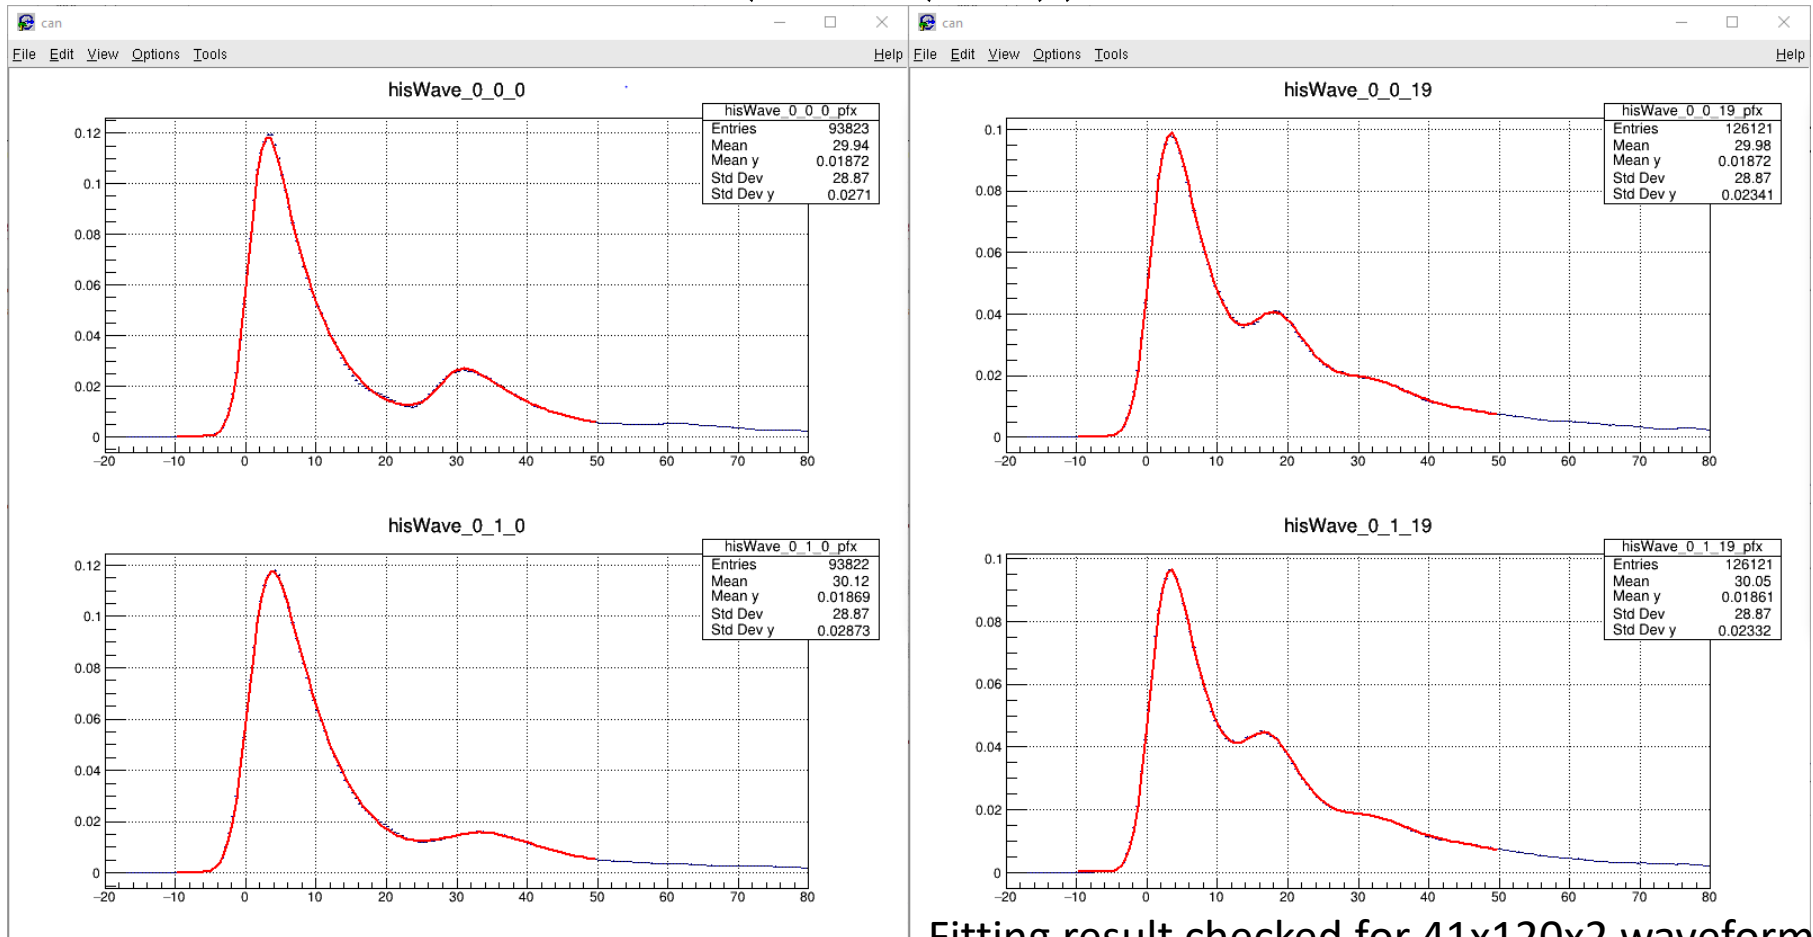 can
can
File Edit View Options Tools Help
File Edit View Options Tools Help
hisWave_0_0_0
hisWave_0_0_0_pfx
Entries 93823
Mean 29.94
Mean y 0.01872
Std Dev 28.87
Std Dev y 0.0271
0.12
0.1
0.08
0.06
0.04
0.02
0
−20 −10 0 10 20 30 40 50 60 70 80
hisWave_0_0_19
hisWave_0_0_19_pfx
Entries 126121
Mean 29.98
Mean y 0.01872
Std Dev 28.87
Std Dev y 0.02341
0.1
0.08
0.06
0.04
0.02
0
−20 −10 0 10 20 30 40 50 60 70 80
hisWave_0_1_0
hisWave_0_1_0_pfx
Entries 93822
Mean 30.12
Mean y 0.01869
Std Dev 28.87
Std Dev y 0.02873
0.12
0.1
0.08
0.06
0.04
0.02
0
−20 −10 0 10 20 30 40 50 60 70 80
hisWave_0_1_19
hisWave_0_1_19_pfx
Entries 126121
Mean 30.05
Mean y 0.01861
Std Dev 28.87
Std Dev y 0.02332
0.1
0.08
0.06
0.04
0.02
0
−20 −10 0 10 20 30 40 50 60 70 80
Fitting result checked for 41x120x2 waveform